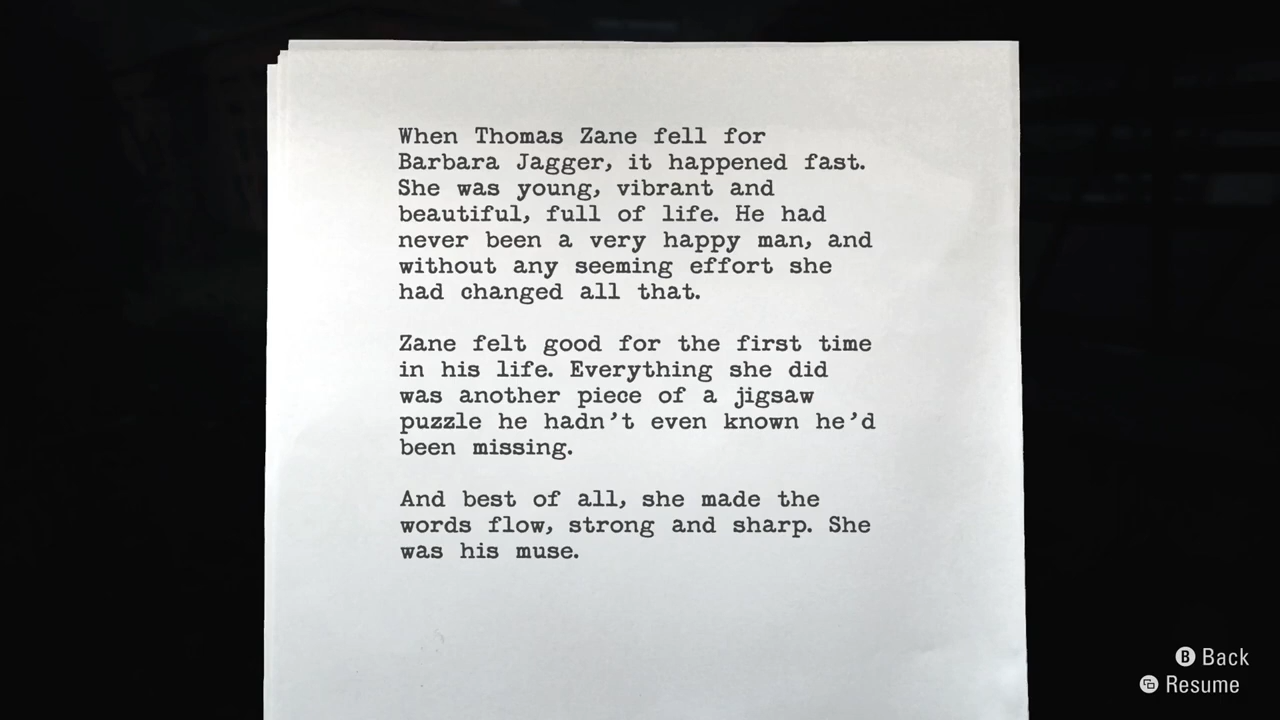 When Thomas Zane fell for
Barbara Jagger, it happened fast.
She was young, vibrant and
beautiful, full of life. He had
never been a very happy man, and
without any seeming effort she
had changed all that.
Zane felt good for the first time
in his life. Everything she did
was another piece of a jigsaw
puzzle he hadn't even known he'd
been missing.
And best of all, she made the
words flow, strong and sharp. She
was his muse.
B Back
Resume